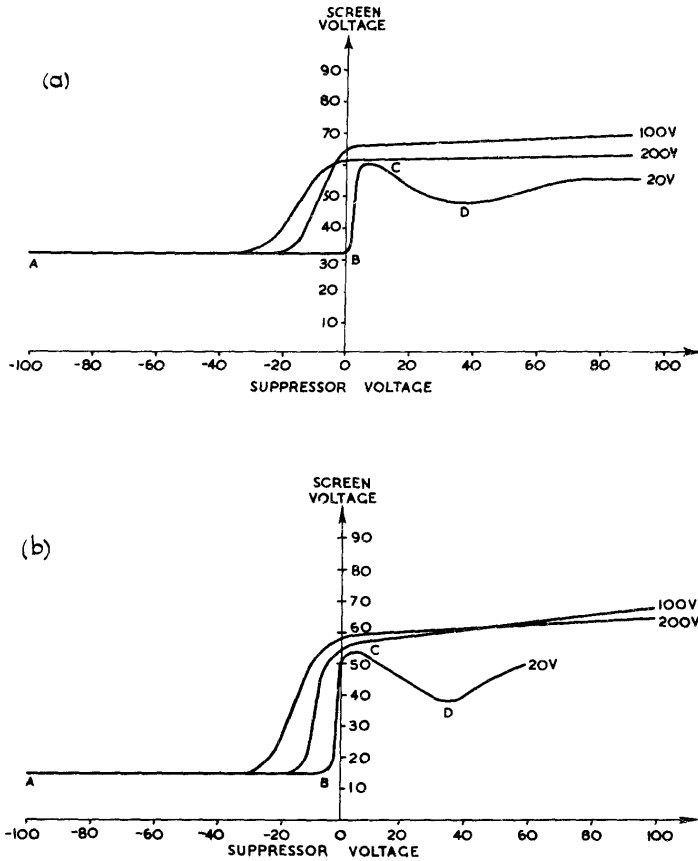 (a)
SCREEN
VOLTAGE
90
80
70
60
50
40
30
20
10
100V
200V
20V
A
B
C
D
-100 -80 -60 -40 -20 0 20 40 60 80 100
SUPPRESSOR VOLTAGE
(b)
SCREEN
VOLTAGE
90
80
70
60
50
40
30
20
10
100V
200V
20V
A
B
C
D
-100 -80 -60 -40 -20 0 20 40 60 80 100
SUPPRESSOR VOLTAGE